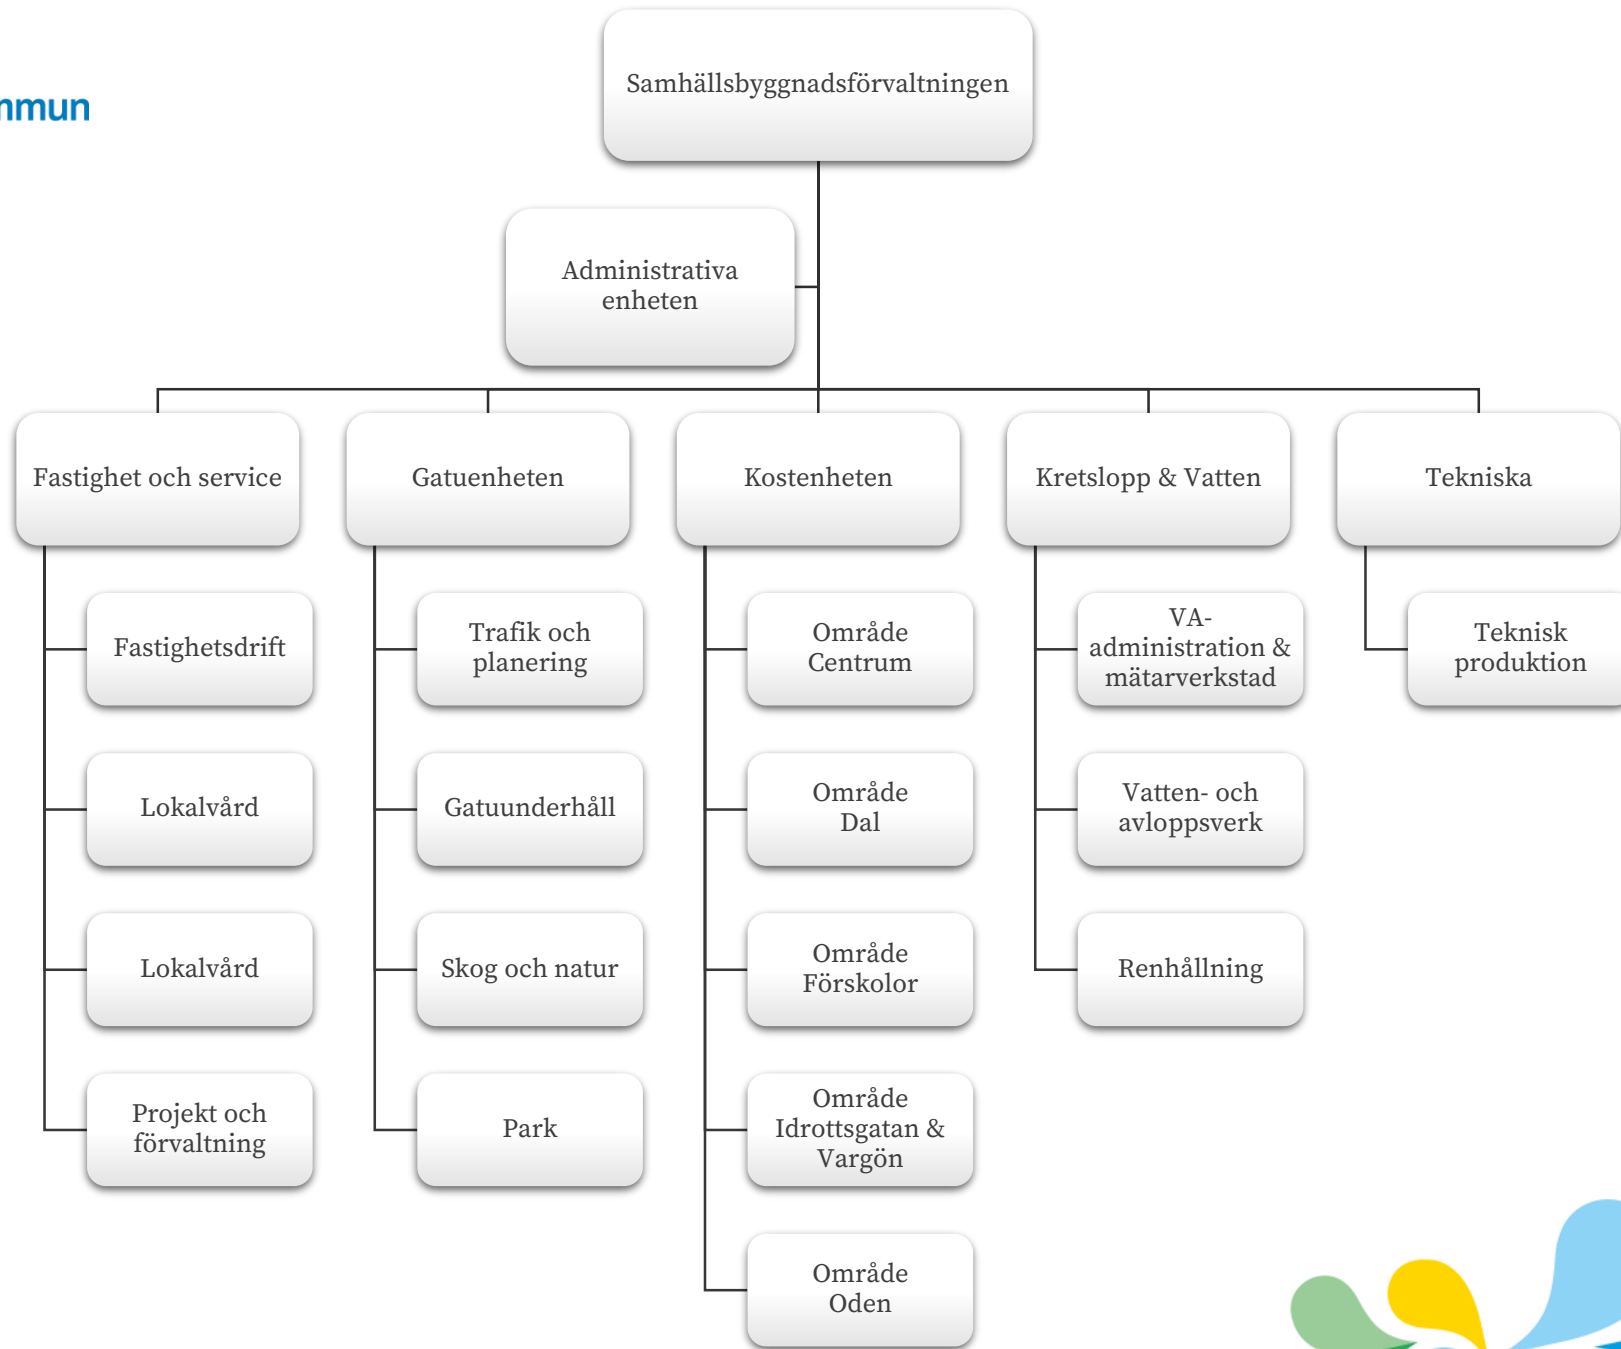 Samhällsbyggnadsförvaltningen
mmun
Administrativa
enheten
Fastighet och service
Gatuenheten
Kostenheten
Kretslopp & Vatten
Tekniska
Fastighetsdrift
Lokalvård
Lokalvård
Projekt och
förvaltning
Trafik och
planering
Gatuunderhåll
Skog och natur
Park
Område
Centrum
Område
Dal
Område
Förskolor
Område
Idrottsgatan &
Vargön
Område
Oden
VA-
administration &
mätarverkstad
Vatten- och
avloppsverk
Renhållning
Teknisk
produktion